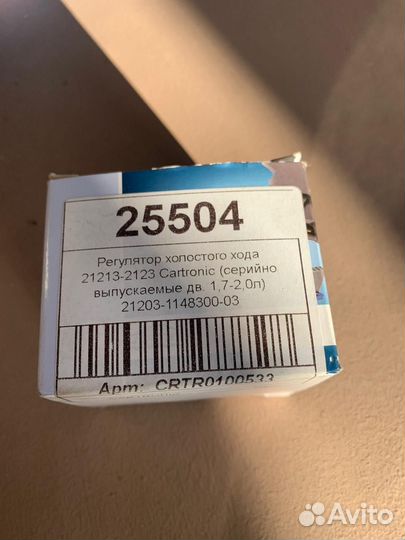 25504
Регулятор холостого хода
21213-2123 Cartronic (серийно
выпускаемые дв. 1,7-2,0л)
21203-1148300-03
Арт: CRTR0100533
Avito